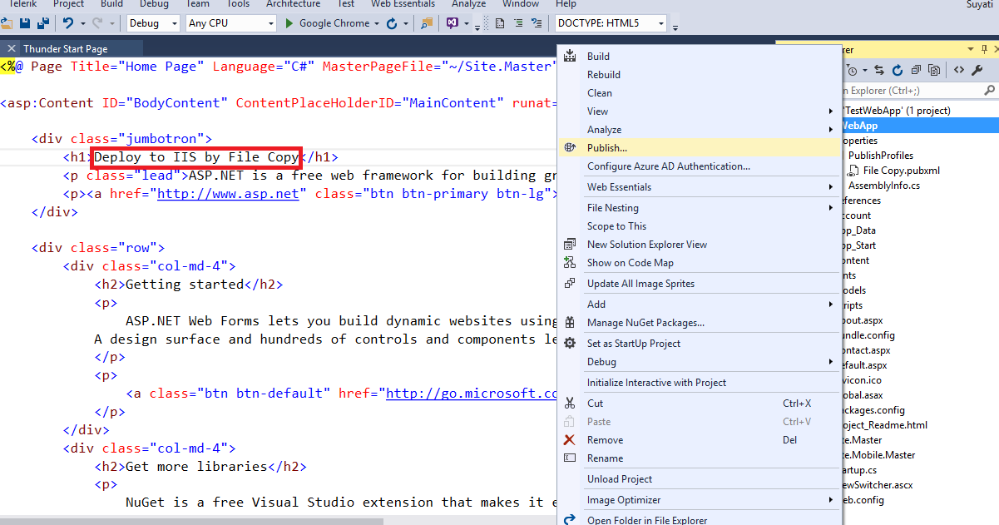 Telerik Project Build Debug Team Tools Architecture Test Web Essentials Analyze Window Help Suyati
Debug Any CPU Google Chrome DOCTYPE: HTML5
Thunder Start Page
<%@ Page Title="Home Page" Language="C#" MasterPageFile="~/Site.Master"
<asp:Content ID="BodyContent" ContentPlaceHolderID="MainContent" runat=
<div class="jumbotron">
<h1>Deploy to IIS by File Copy</h1>
<p class="lead">ASP.NET is a free web framework for building gr
<p><a href="http://www.asp.net" class="btn btn-primary btn-lg">
</div>
<div class="row">
<div class="col-md-4">
<h2>Getting started</h2>
<p>
ASP.NET Web Forms lets you build dynamic websites using
A design surface and hundreds of controls and components le
</p>
<p>
<a class="btn btn-default" href="http://go.microsoft.co
</p>
</div>
<div class="col-md-4">
<h2>Get more libraries</h2>
<p>
NuGet is a free Visual Studio extension that makes it e
Build
Rebuild
Clean
View
Analyze
Publish...
Configure Azure AD Authentication...
Web Essentials
File Nesting
Scope to This
New Solution Explorer View
Show on Code Map
Update All Image Sprites
Add
Manage NuGet Packages...
Set as StartUp Project
Debug
Initialize Interactive with Project
Cut Ctrl+X
Paste Ctrl+V
Remove Del
Rename
Unload Project
Image Optimizer
Open Folder in File Explorer
rer
n Explorer (Ctrl+;)
'TestWebApp' (1 project)
WebApp
operties
PublishProfiles
File Copy.pubxml
AssemblyInfo.cs
eferences
ccount
pp_Data
pp_Start
ontent
nts
odels
ripts
bout.aspx
undle.config
ontact.aspx
efault.aspx
vicon.ico
lobal.asax
ackages.config
oject_Readme.html
te.Master
te.Mobile.Master
artup.cs
ewSwitcher.ascx
eb.config